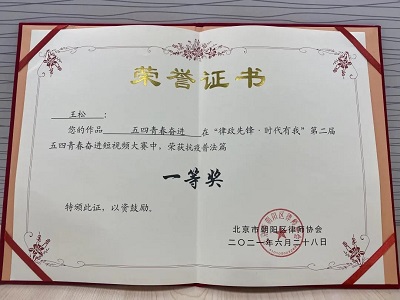 荣誉证书
王松:
您的作品 五四青春奋进 在“律政先锋·时代有我”第二届
五四青春奋进短视频大赛中,荣获抗疫普法篇
一等奖
特颁此证,以资鼓励。
北京市朝阳区律师协会
二〇二一年六月二十八日